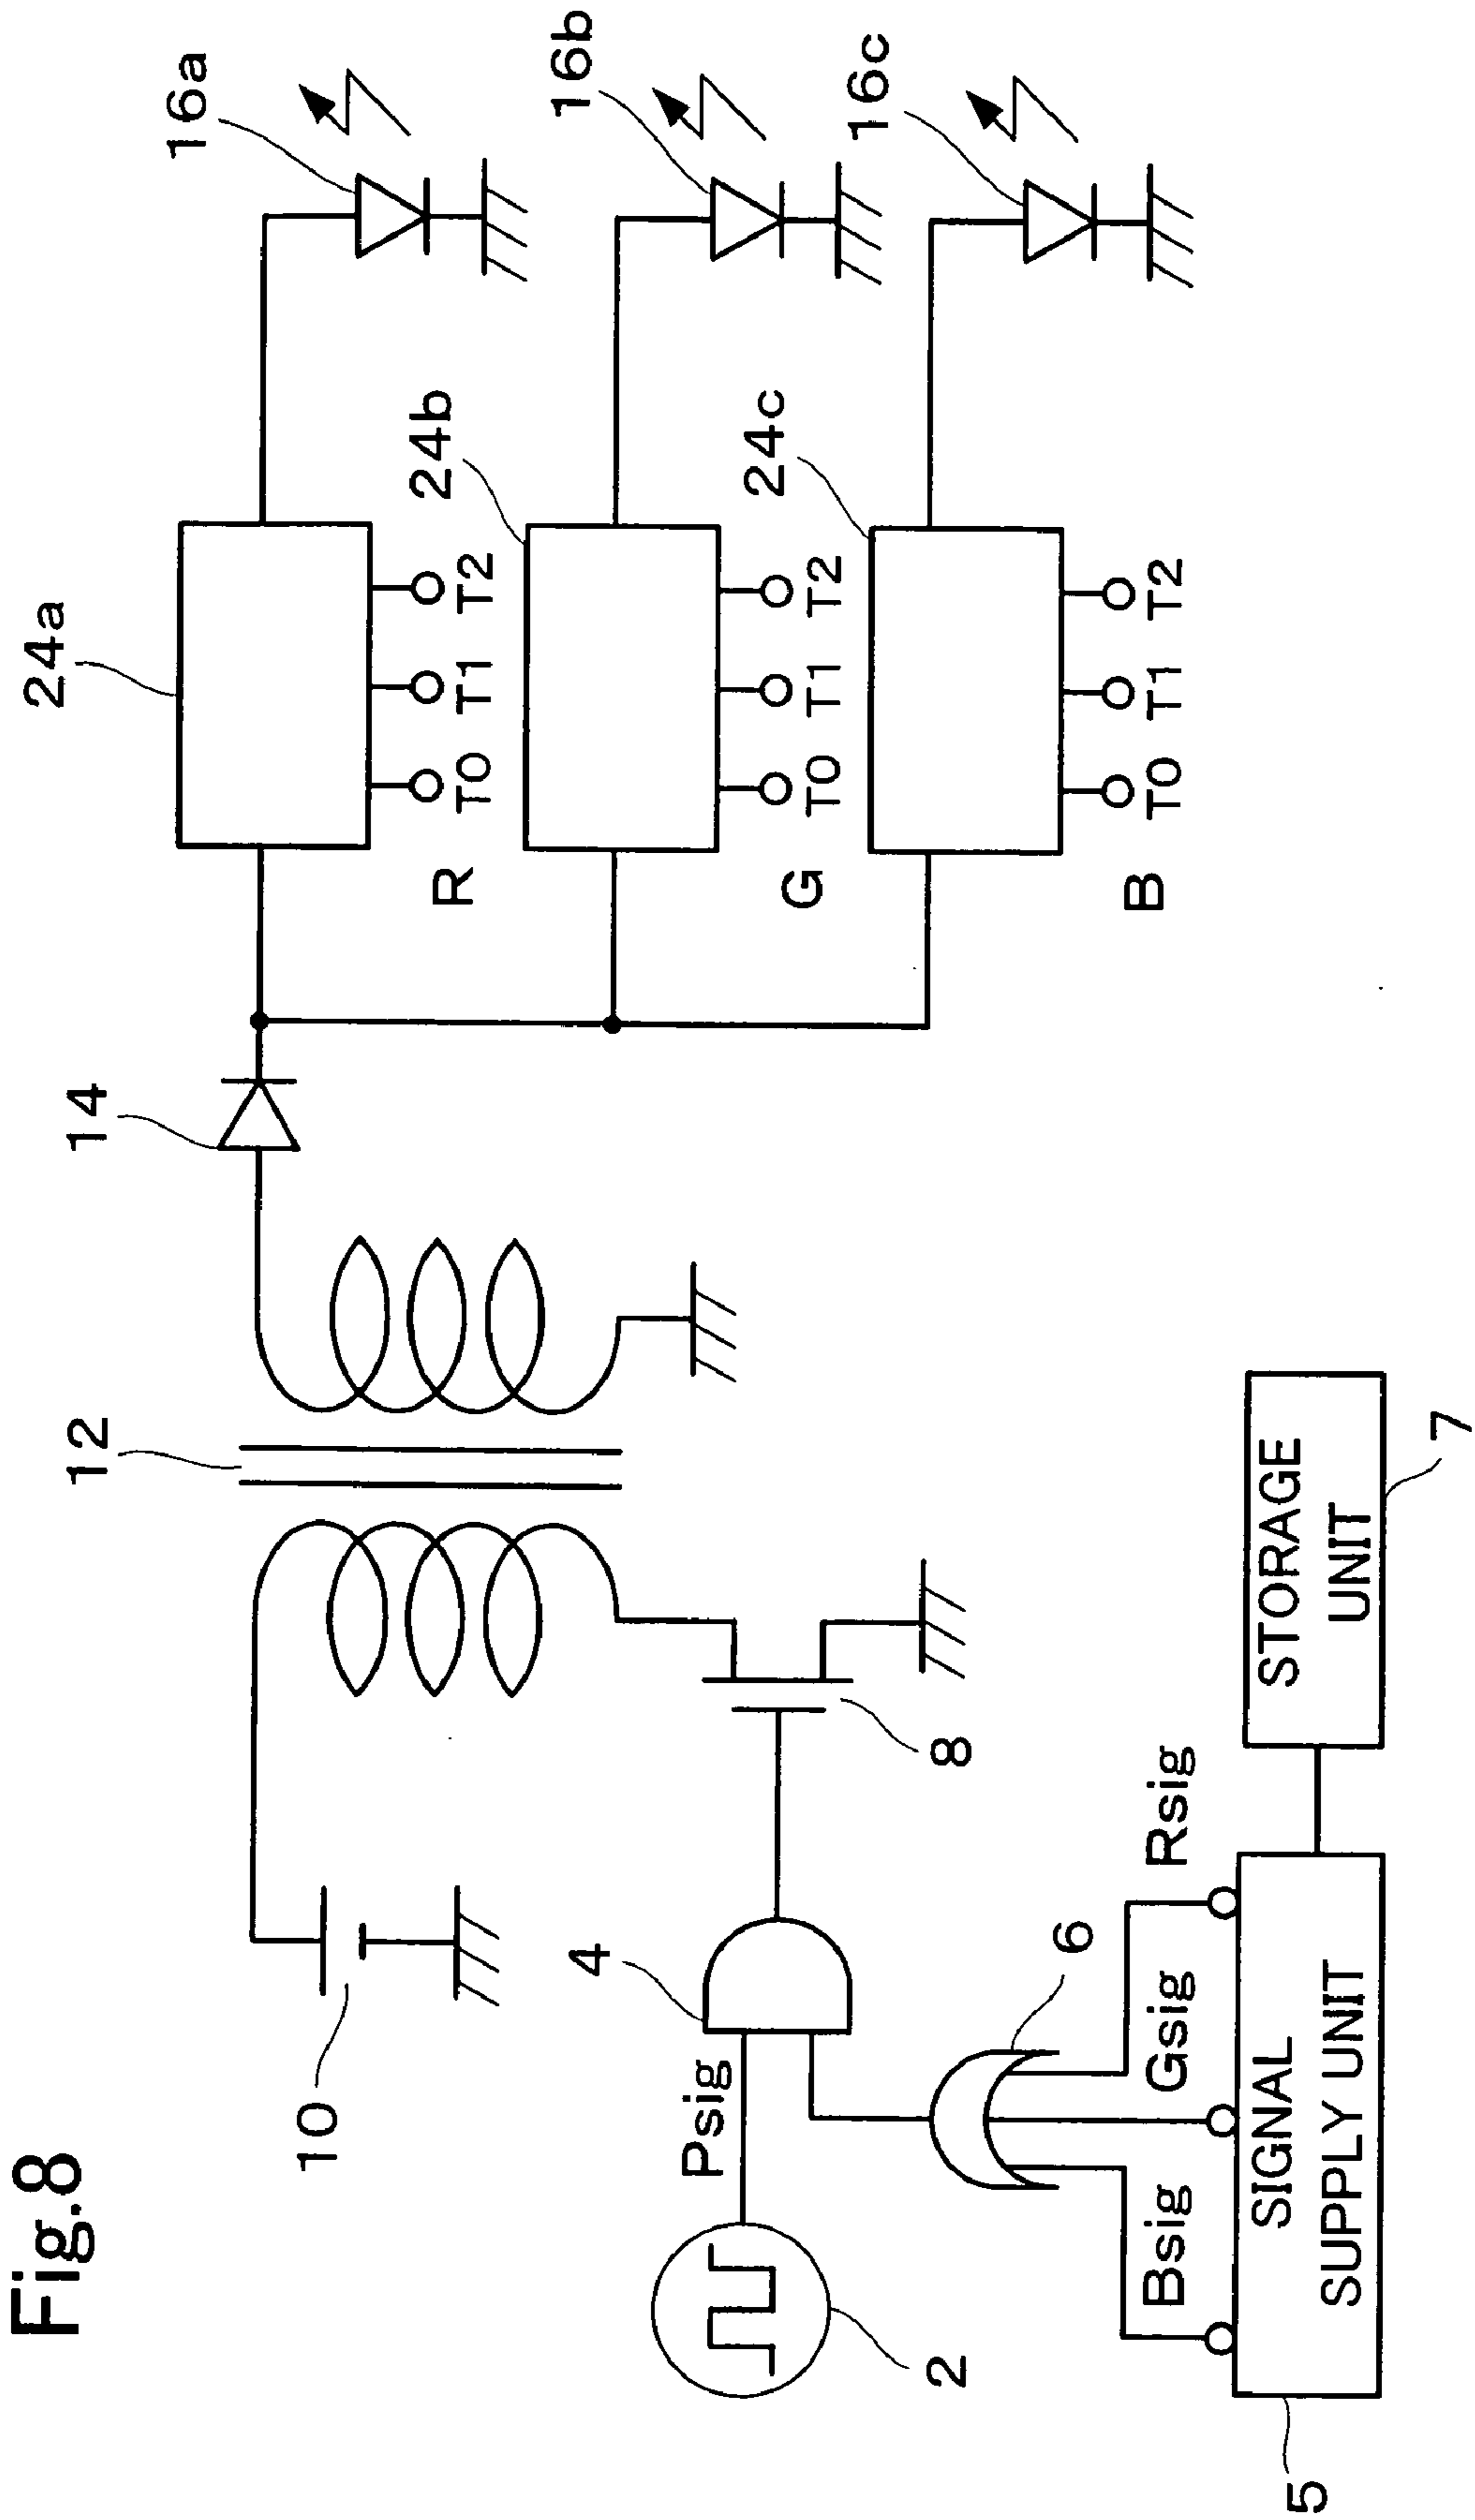 Fig.8
24a
16a
14
12
10
T0 T1 T2
R
24b
16b
T0 T1 T2
G
24c
16c
T0 T1 T2
B
4
Psig
8
2
6
Bsig
Gsig
Rsig
SIGNAL
SUPPLY UNIT
STORAGE
UNIT
5
7